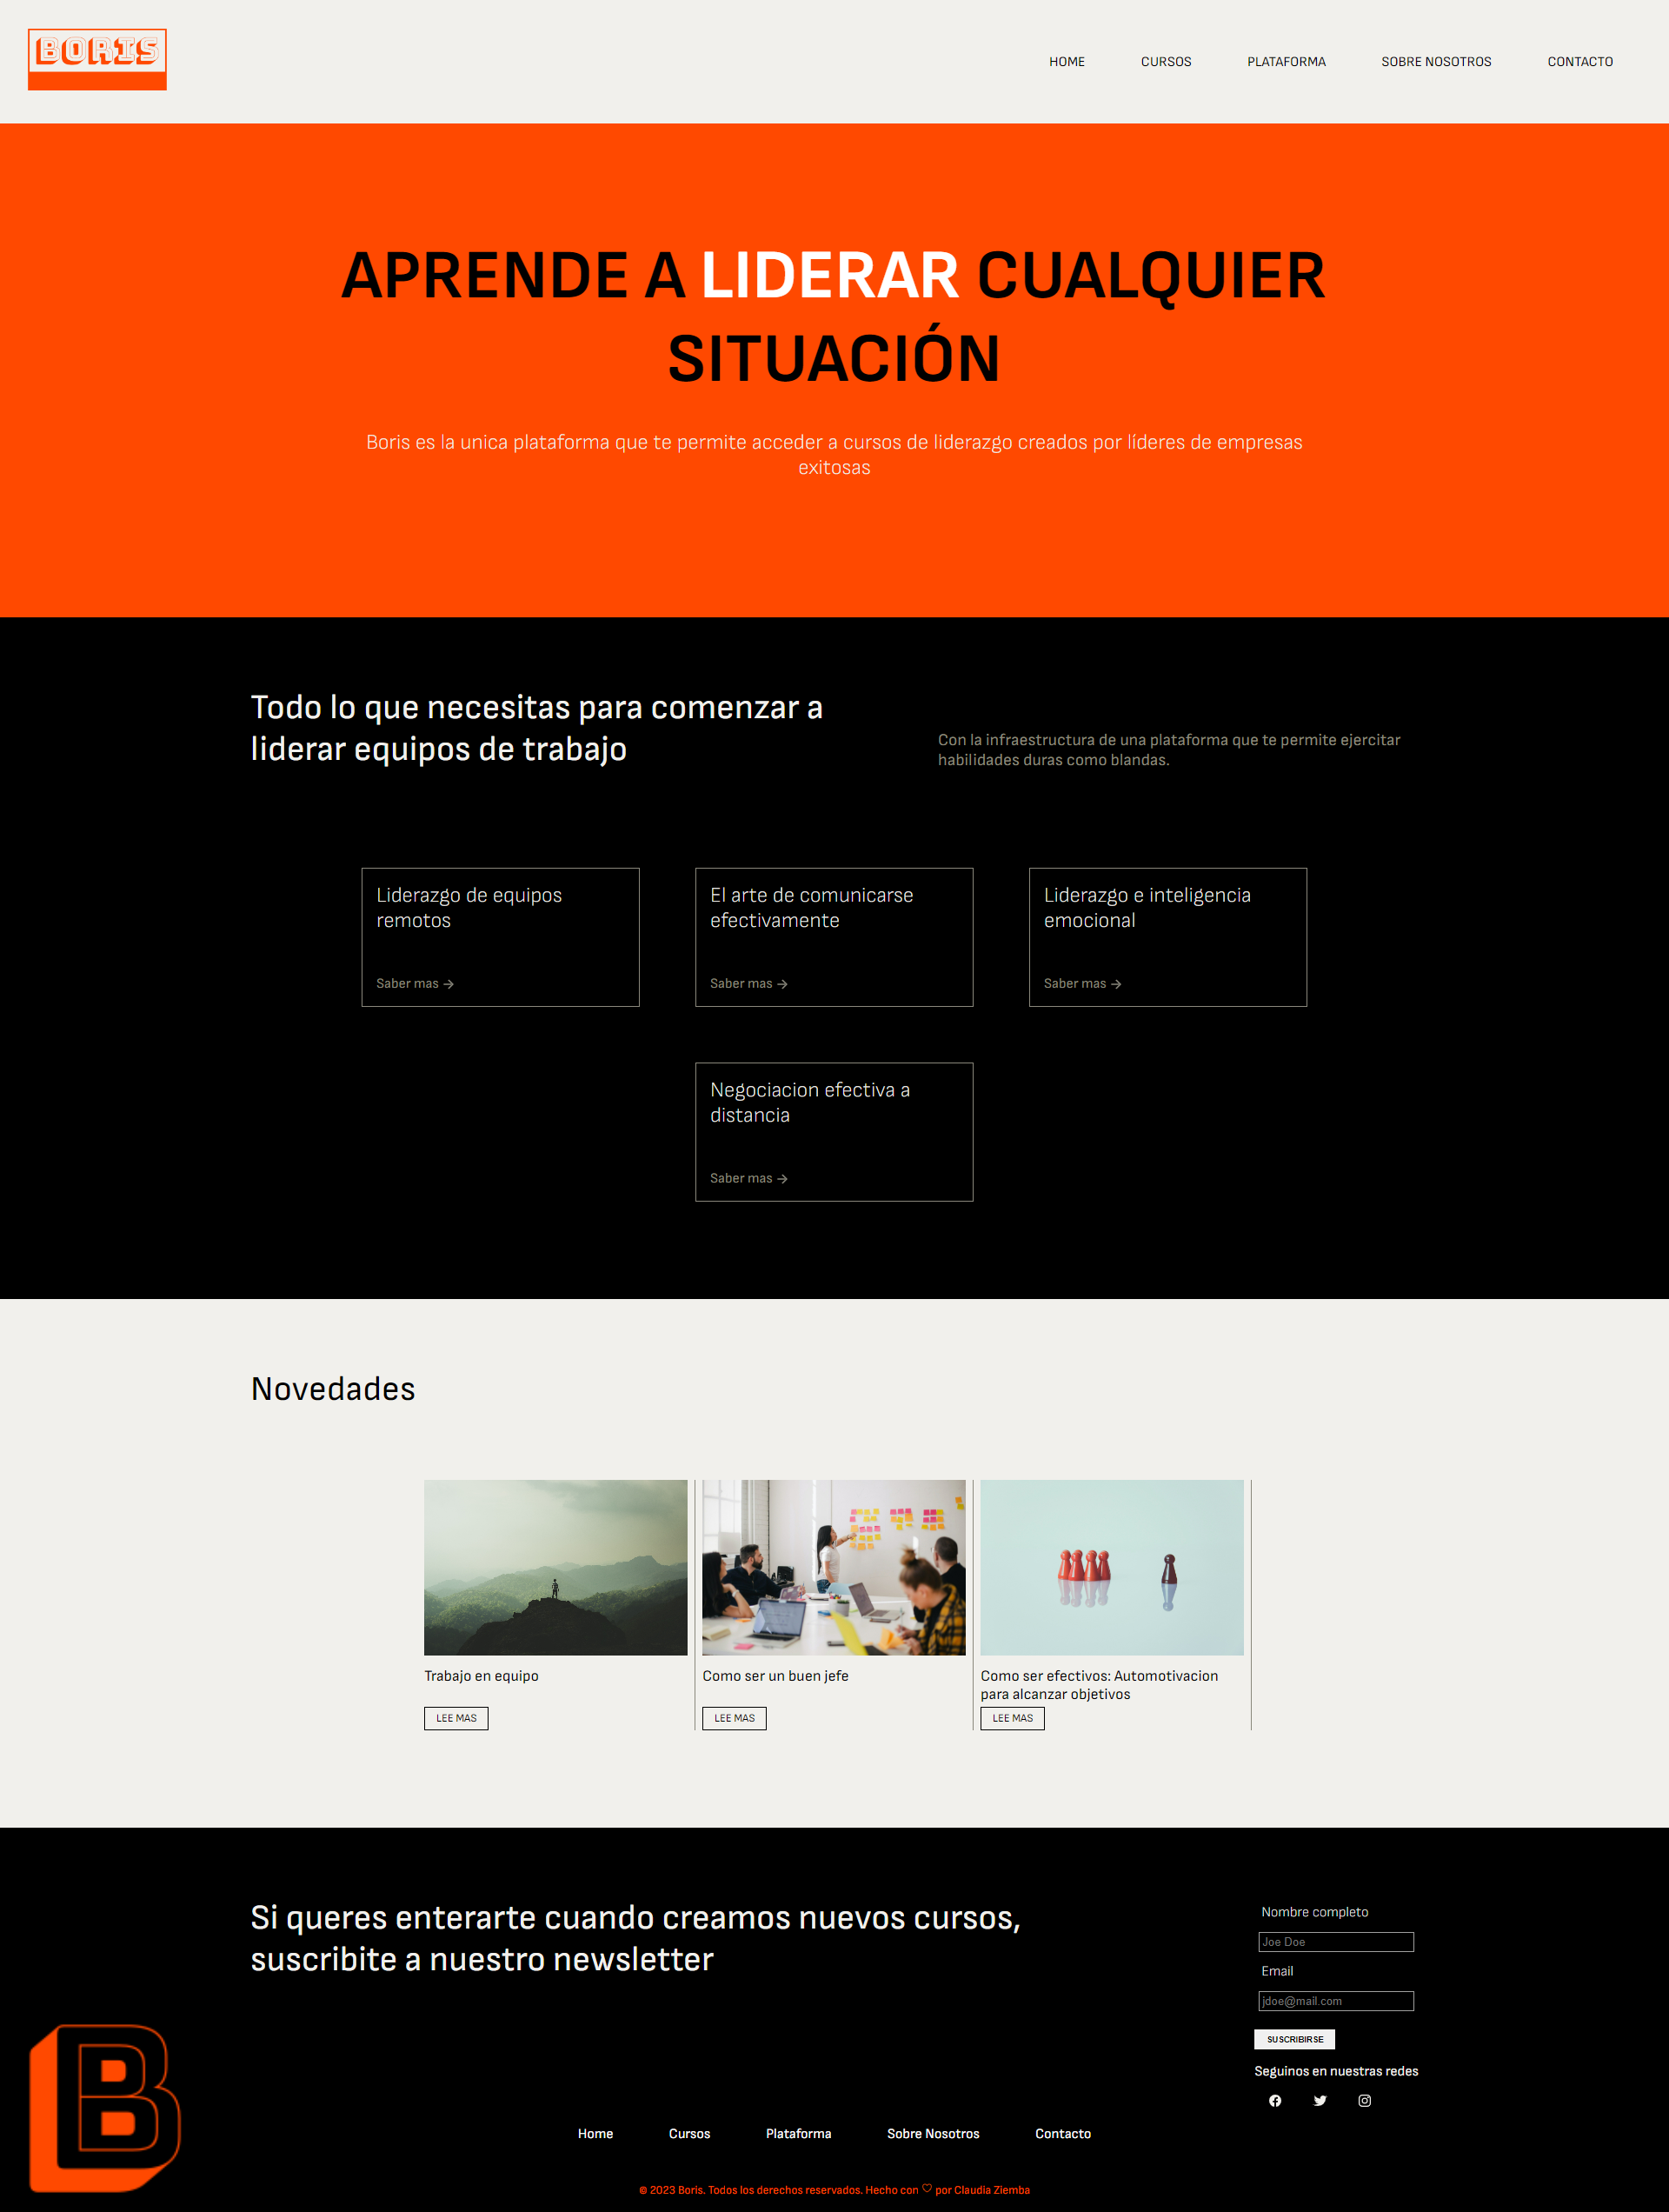 BORIS
HOME CURSOS PLATAFORMA SOBRE NOSOTROS CONTACTO
APRENDE A LIDERAR CUALQUIER
SITUACIÓN
Boris es la unica plataforma que te permite acceder a cursos de liderazgo creados por líderes de empresas
exitosas
Todo lo que necesitas para comenzar a
liderar equipos de trabajo
Con la infraestructura de una plataforma que te permite ejercitar
habilidades duras como blandas.
Liderazgo de equipos
remotos
Saber mas →
El arte de comunicarse
efectivamente
Saber mas →
Liderazgo e inteligencia
emocional
Saber mas →
Negociacion efectiva a
distancia
Saber mas →
Novedades
Trabajo en equipo
LEE MAS
Como ser un buen jefe
LEE MAS
Como ser efectivos: Automotivacion
para alcanzar objetivos
LEE MAS
Si queres enterarte cuando creamos nuevos cursos,
suscribite a nuestro newsletter
Nombre completo
Joe Doe
Email
jdoe@mail.com
SUSCRIBIRSE
Seguinos en nuestras redes
B
Home Cursos Plataforma Sobre Nosotros Contacto
© 2023 Boris. Todos los derechos reservados. Hecho con ♡ por Claudia Ziemba